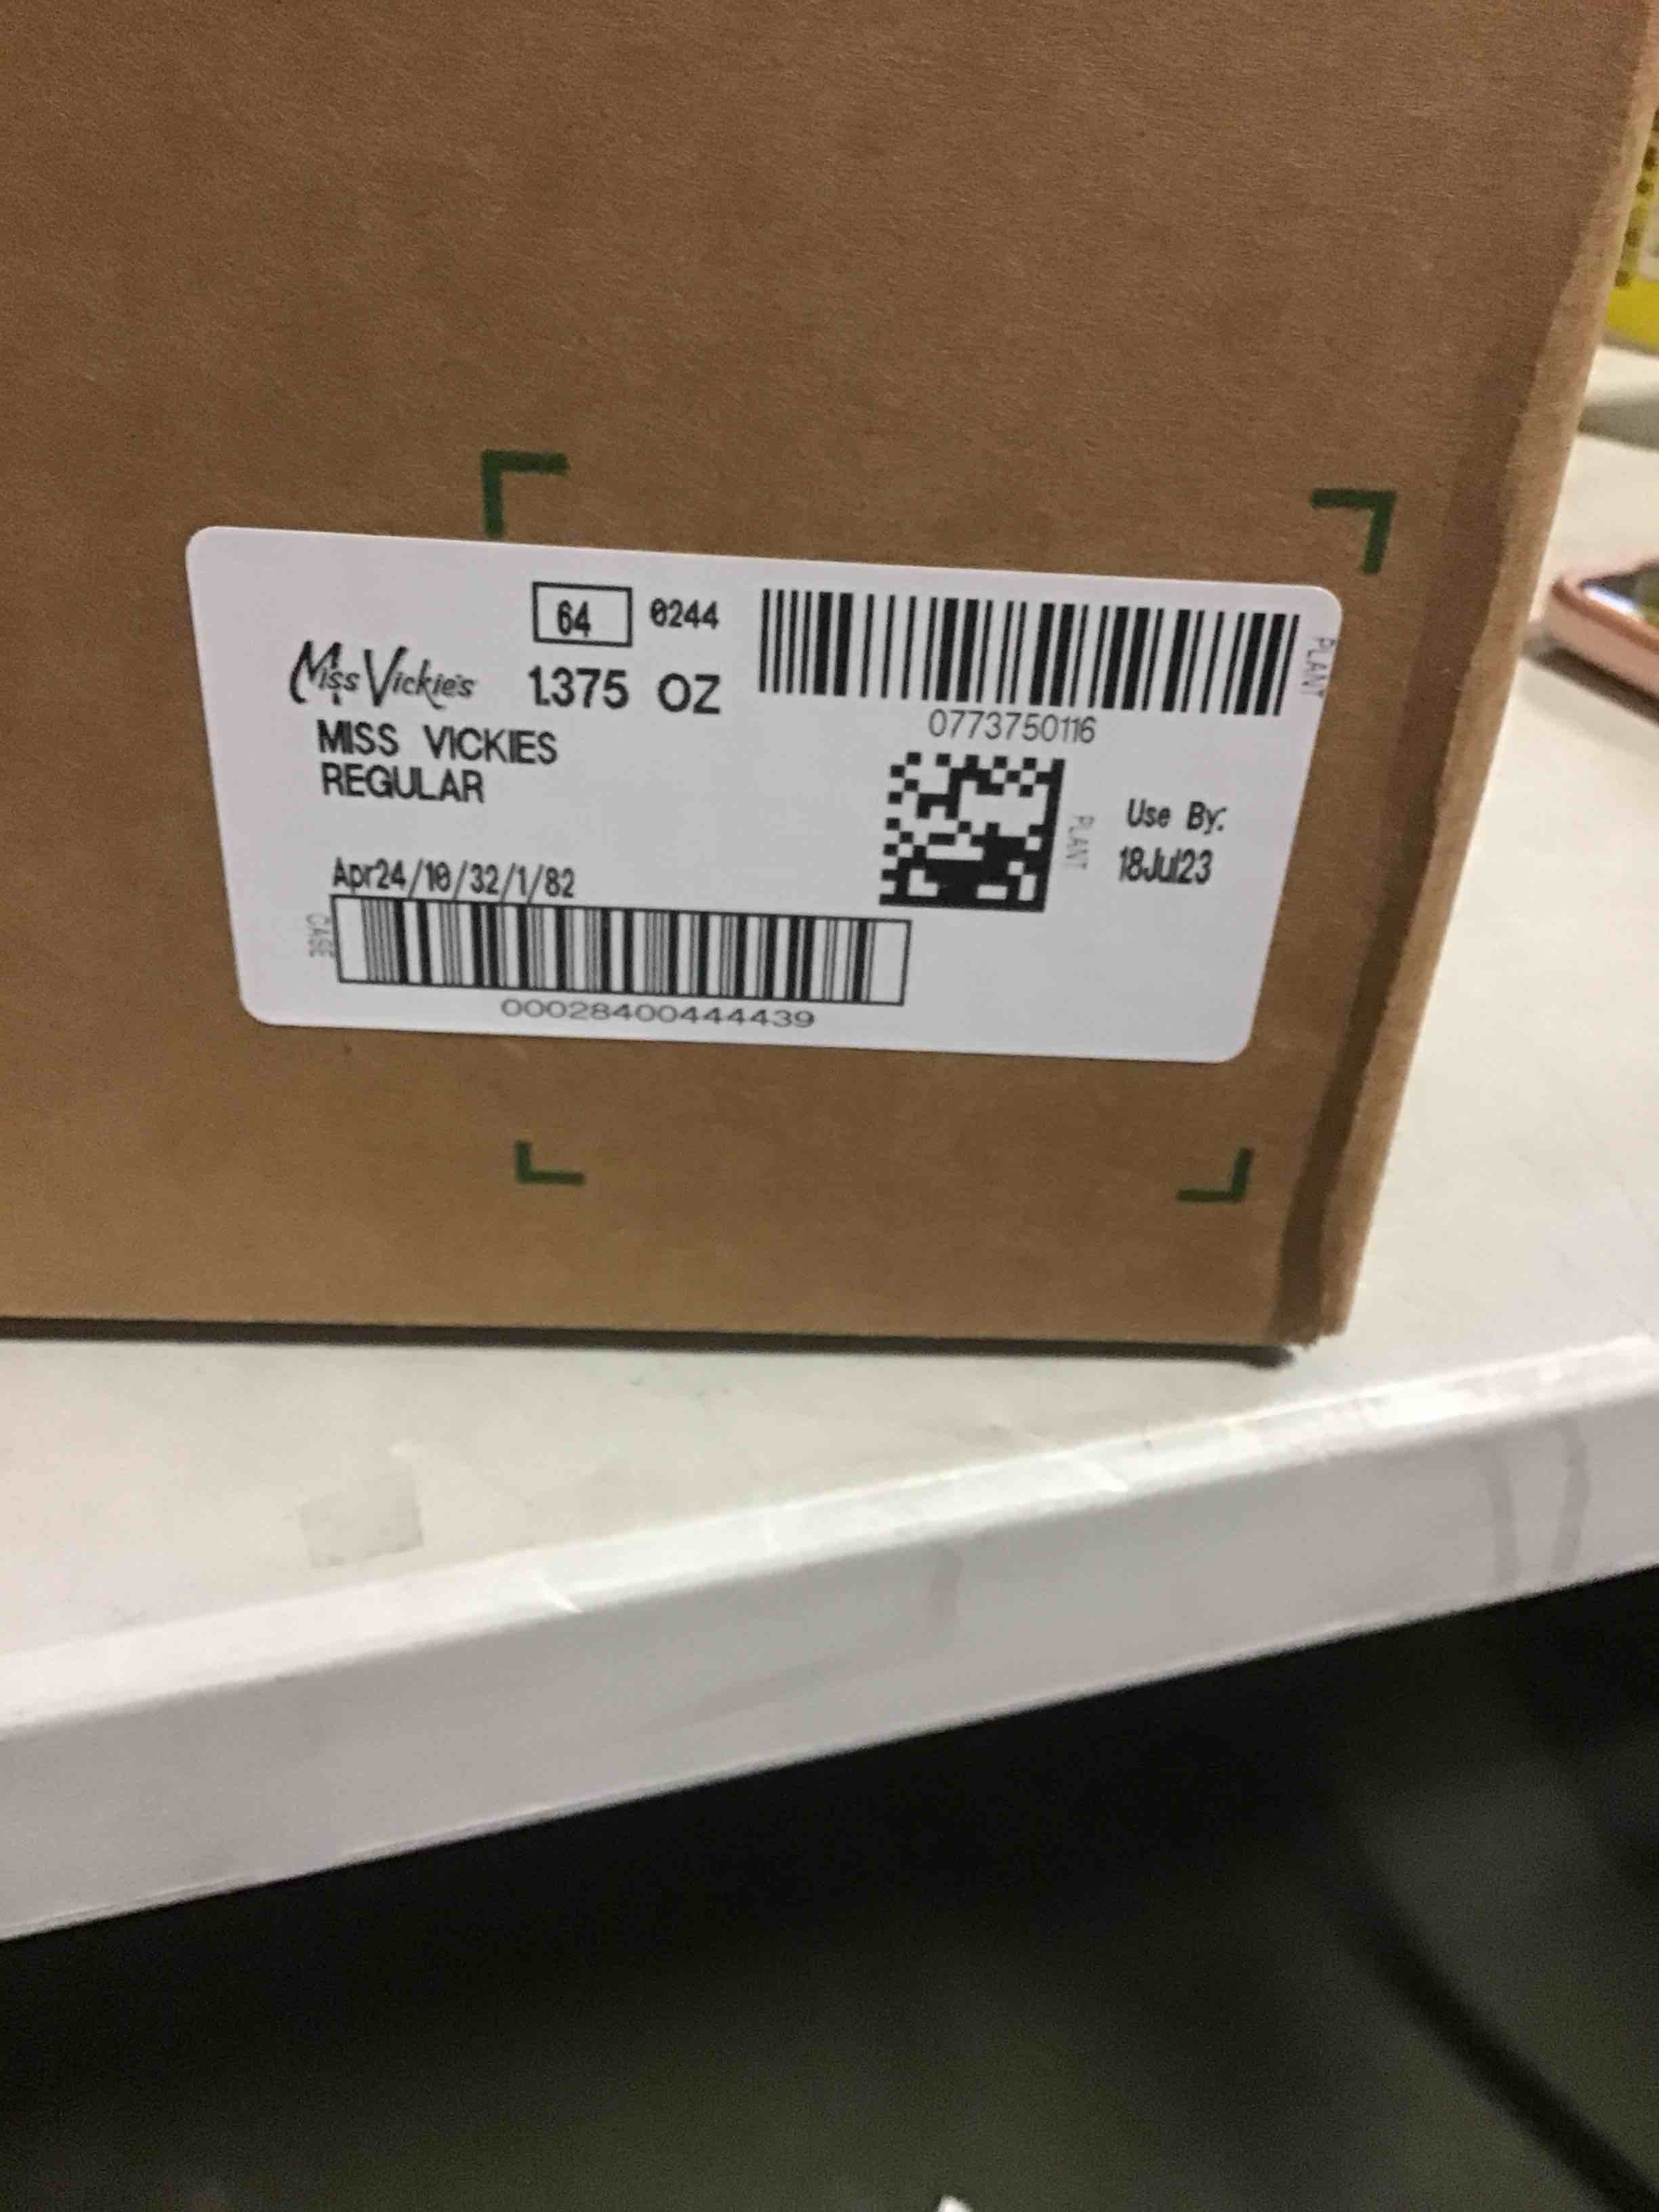 64 0244
Miss Vickie's 1.375 OZ
MISS VICKIES
REGULAR
PLANT
0773750116
PLANT
Use By:
18Jul23
Apr24/10/32/1/82
CASE
00028400444439